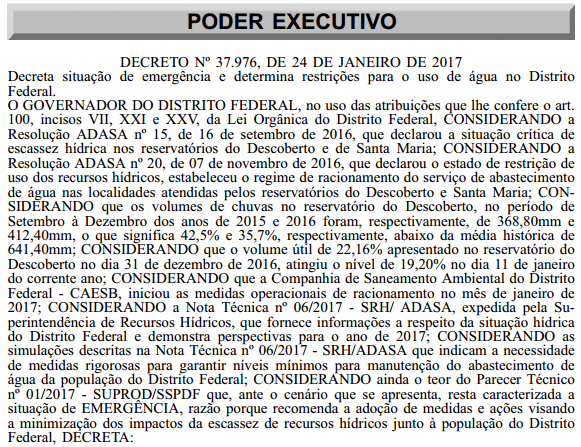 PODER EXECUTIVO
DECRETO Nº 37.976, DE 24 DE JANEIRO DE 2017
Decreta situação de emergência e determina restrições para o uso de água no Distrito
Federal.
O GOVERNADOR DO DISTRITO FEDERAL, no uso das atribuições que lhe confere o art.
100, incisos VII, XXI e XXV, da Lei Orgânica do Distrito Federal, CONSIDERANDO a
Resolução ADASA nº 15, de 16 de setembro de 2016, que declarou a situação crítica de
escassez hídrica nos reservatórios do Descoberto e de Santa Maria; CONSIDERANDO a
Resolução ADASA nº 20, de 07 de novembro de 2016, que declarou o estado de restrição de
uso dos recursos hídricos, estabeleceu o regime de racionamento do serviço de abastecimento
de água nas localidades atendidas pelos reservatórios do Descoberto e Santa Maria; CON-
SIDERANDO que os volumes de chuvas no reservatório do Descoberto, no período de
Setembro à Dezembro dos anos de 2015 e 2016 foram, respectivamente, de 368,80mm e
412,40mm, o que significa 42,5% e 35,7%, respectivamente, abaixo da média histórica de
641,40mm; CONSIDERANDO que o volume útil de 22,16% apresentado no reservatório do
Descoberto no dia 31 de dezembro de 2016, atingiu o nível de 19,20% no dia 11 de janeiro
do corrente ano; CONSIDERANDO que a Companhia de Saneamento Ambiental do Distrito
Federal - CAESB, iniciou as medidas operacionais de racionamento no mês de janeiro de
2017; CONSIDERANDO a Nota Técnica nº 06/2017 - SRH/ ADASA, expedida pela Su-
perintendência de Recursos Hídricos, que fornece informações a respeito da situação hídrica
do Distrito Federal e demonstra perspectivas para o ano de 2017; CONSIDERANDO as
simulações descritas na Nota Técnica nº 06/2017 - SRH/ADASA que indicam a necessidade
de medidas rigorosas para garantir níveis mínimos para manutenção do abastecimento de
água da população do Distrito Federal; CONSIDERANDO ainda o teor do Parecer Técnico
nº 01/2017 - SUPROD/SSPDF que, ante o cenário que se apresenta, resta caracterizada a
situação de EMERGÊNCIA, razão porque recomenda a adoção de medidas e ações visando
a minimização dos impactos da escassez de recursos hídricos junto à população do Distrito
Federal, DECRETA: